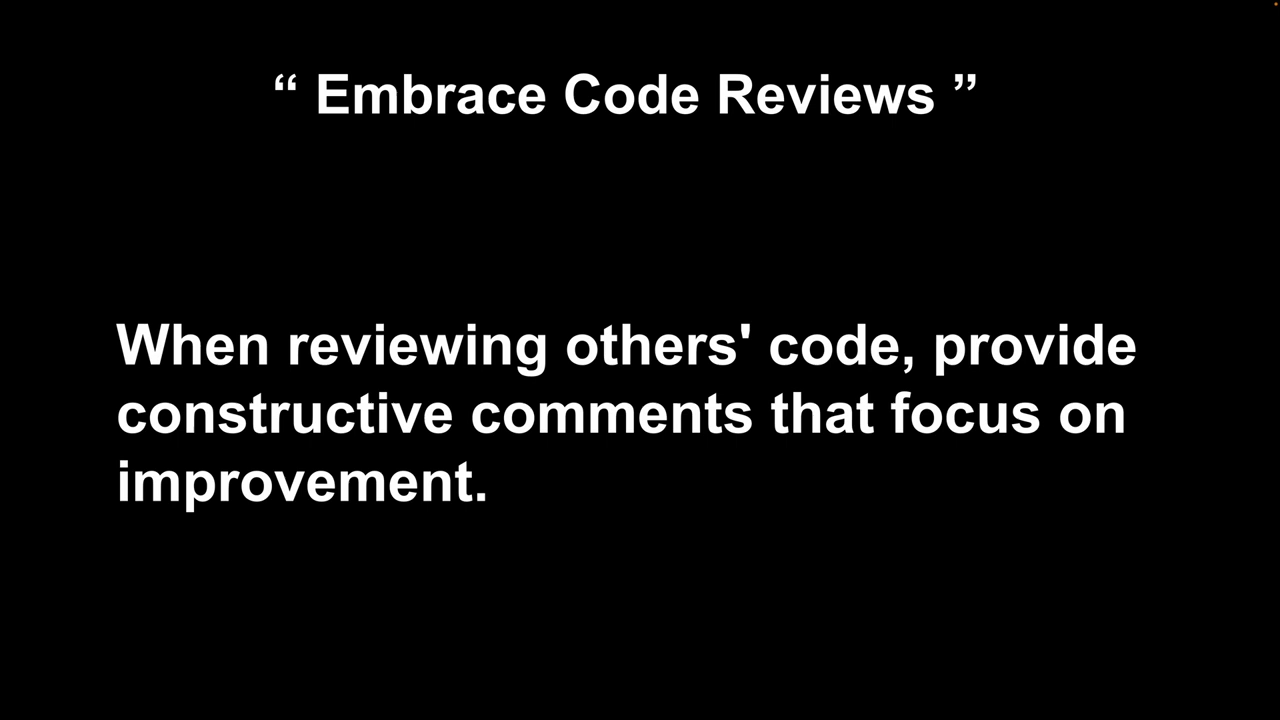 “ Embrace Code Reviews ”
When reviewing others' code, provide
constructive comments that focus on
improvement.